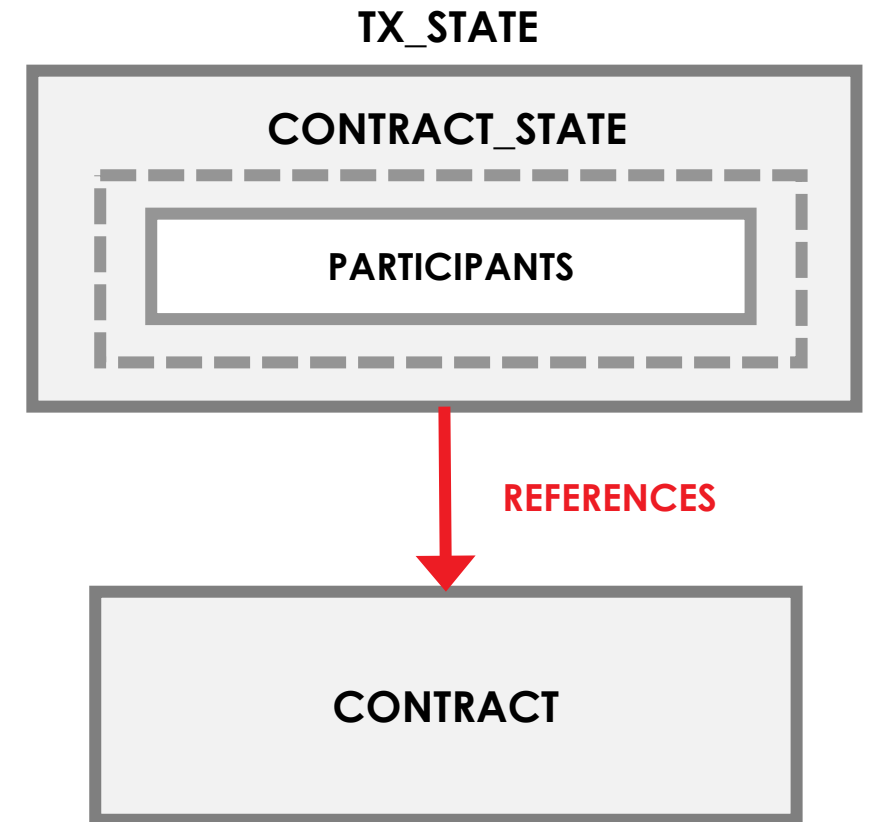 TX_STATE
CONTRACT_STATE
PARTICIPANTS
REFERENCES
CONTRACT